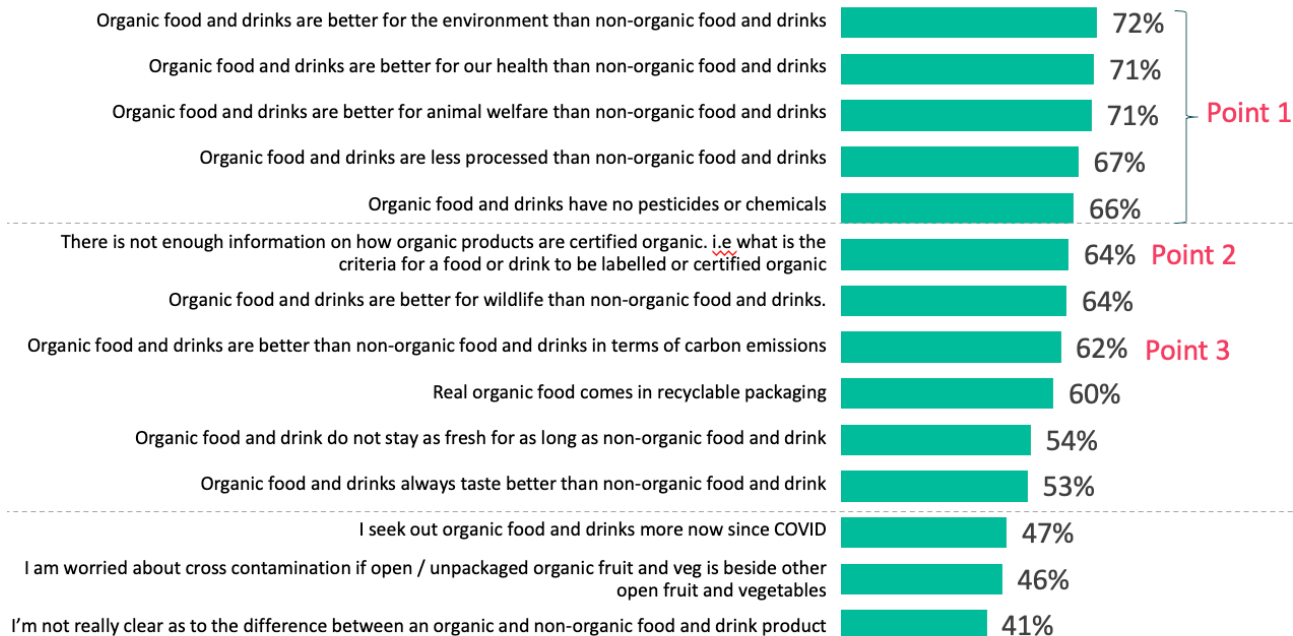 Organic food and drinks are better for the environment than non-organic food and drinks 72%
Organic food and drinks are better for our health than non-organic food and drinks 71%
Organic food and drinks are better for animal welfare than non-organic food and drinks 71% Point 1
Organic food and drinks are less processed than non-organic food and drinks 67%
Organic food and drinks have no pesticides or chemicals 66%
There is not enough information on how organic products are certified organic. i.e what is the
criteria for a food or drink to be labelled or certified organic 64% Point 2
Organic food and drinks are better for wildlife than non-organic food and drinks. 64%
Organic food and drinks are better than non-organic food and drinks in terms of carbon emissions 62% Point 3
Real organic food comes in recyclable packaging 60%
Organic food and drink do not stay as fresh for as long as non-organic food and drink 54%
Organic food and drinks always taste better than non-organic food and drink 53%
I seek out organic food and drinks more now since COVID 47%
I am worried about cross contamination if open / unpackaged organic fruit and veg is beside other
open fruit and vegetables 46%
I'm not really clear as to the difference between an organic and non-organic food and drink product 41%